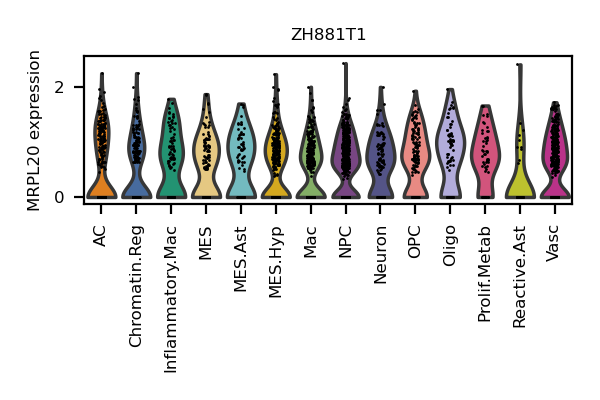 ZH881T1
MRPL20 expression
2
0
AC
Chromatin.Reg
Inflammatory.Mac
MES
MES.Ast
MES.Hyp
Mac
NPC
Neuron
OPC
Oligo
Prolif.Metab
Reactive.Ast
Vasc